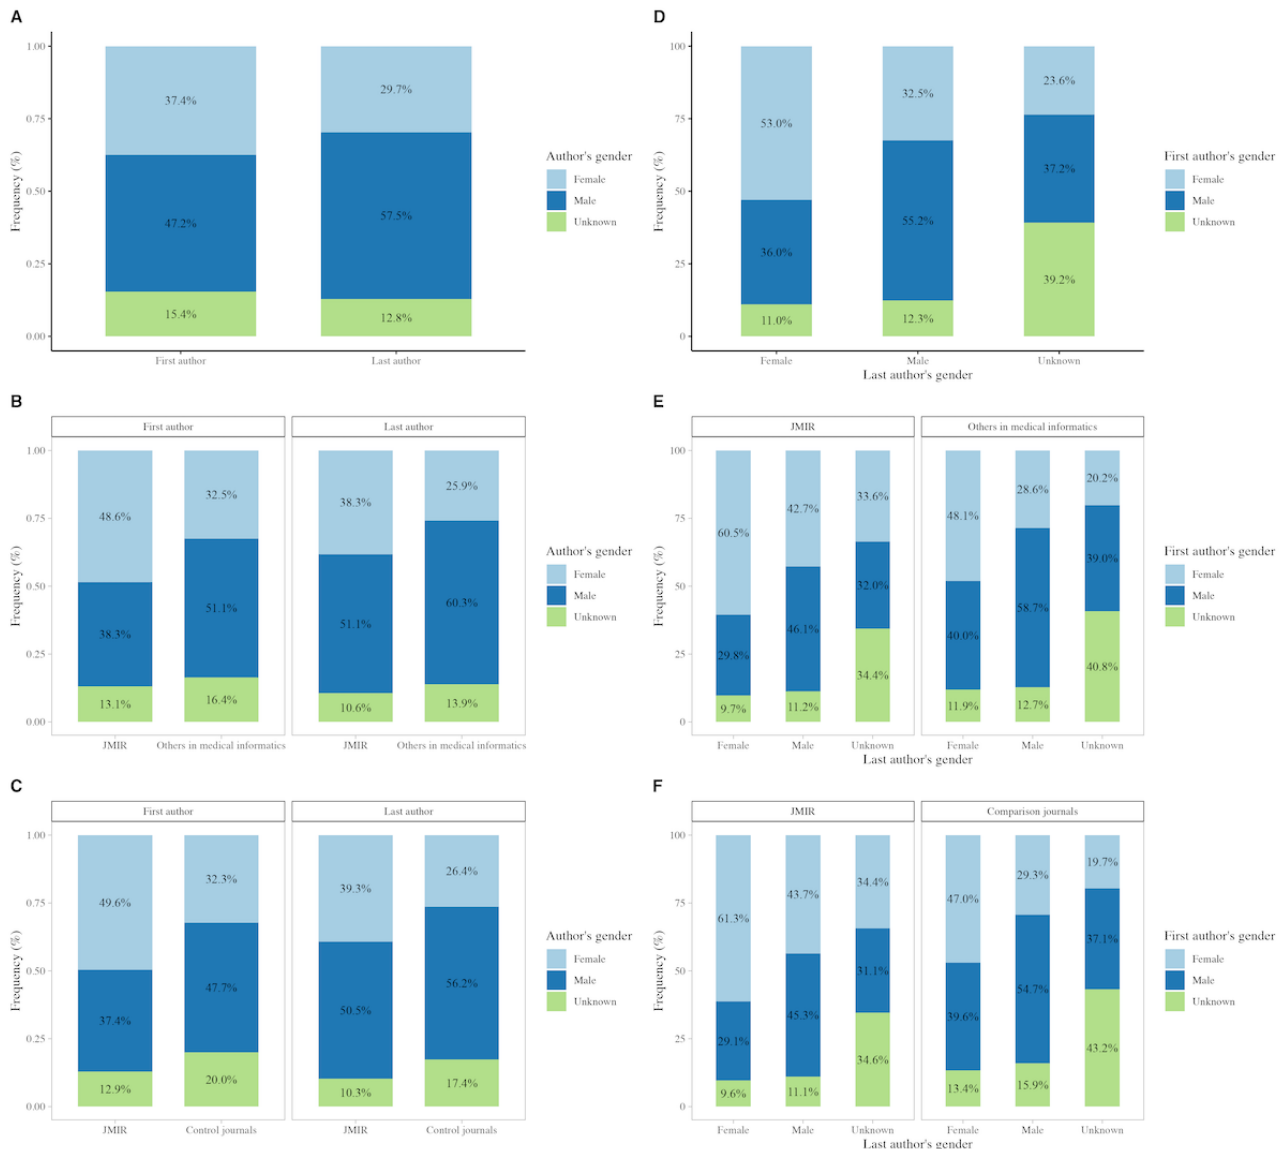 A
Frequency (%)
1.00
0.75
0.50
0.25
0.00
37.4%
47.2%
15.4%
29.7%
57.5%
12.8%
First author
Last author
Author's gender
Female
Male
Unknown
D
Frequency (%)
100
75
50
25
0
53.0%
36.0%
11.0%
32.5%
55.2%
12.3%
23.6%
37.2%
39.2%
Female
Male
Unknown
Last author's gender
First author's gender
Female
Male
Unknown
B
First author
Last author
Frequency (%)
1.00
0.75
0.50
0.25
0.00
48.6%
38.3%
13.1%
32.5%
51.1%
16.4%
38.3%
51.1%
10.6%
25.9%
60.3%
13.9%
JMIR
Others in medical informatics
JMIR
Others in medical informatics
Author's gender
Female
Male
Unknown
E
JMIR
Others in medical informatics
Frequency (%)
100
75
50
25
0
60.5%
29.8%
9.7%
42.7%
46.1%
11.2%
33.6%
32.0%
34.4%
48.1%
40.0%
11.9%
28.6%
58.7%
12.7%
20.2%
39.0%
40.8%
Female
Male
Unknown
Female
Male
Unknown
Last author's gender
First author's gender
Female
Male
Unknown
C
First author
Last author
Frequency (%)
1.00
0.75
0.50
0.25
0.00
49.6%
37.4%
12.9%
32.3%
47.7%
20.0%
39.3%
50.5%
10.3%
26.4%
56.2%
17.4%
JMIR
Control journals
JMIR
Control journals
Author's gender
Female
Male
Unknown
F
JMIR
Comparison journals
Frequency (%)
100
75
50
25
0
61.3%
29.1%
9.6%
43.7%
45.3%
11.1%
34.4%
31.1%
34.6%
47.0%
39.6%
13.4%
29.3%
54.7%
15.9%
19.7%
37.1%
43.2%
Female
Male
Unknown
Female
Male
Unknown
Last author's gender
First author's gender
Female
Male
Unknown